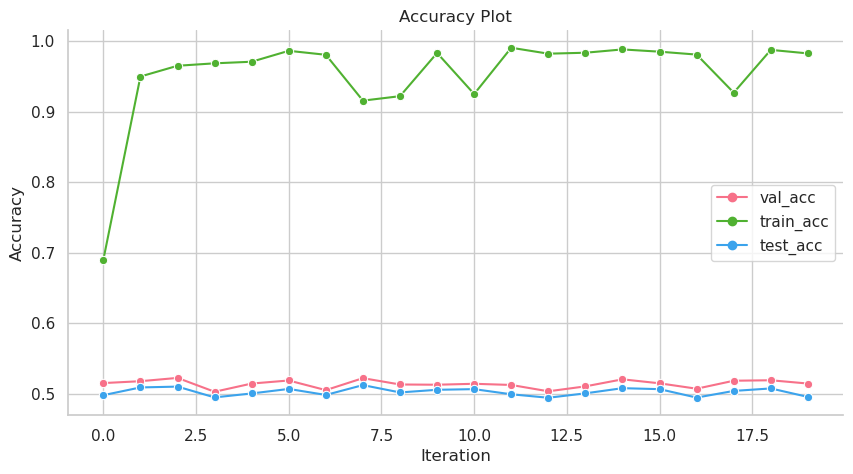 Accuracy Plot
1.0
0.9
0.8
0.7
0.6
0.5
Accuracy
val_acc
train_acc
test_acc
0.0 2.5 5.0 7.5 10.0 12.5 15.0 17.5
Iteration